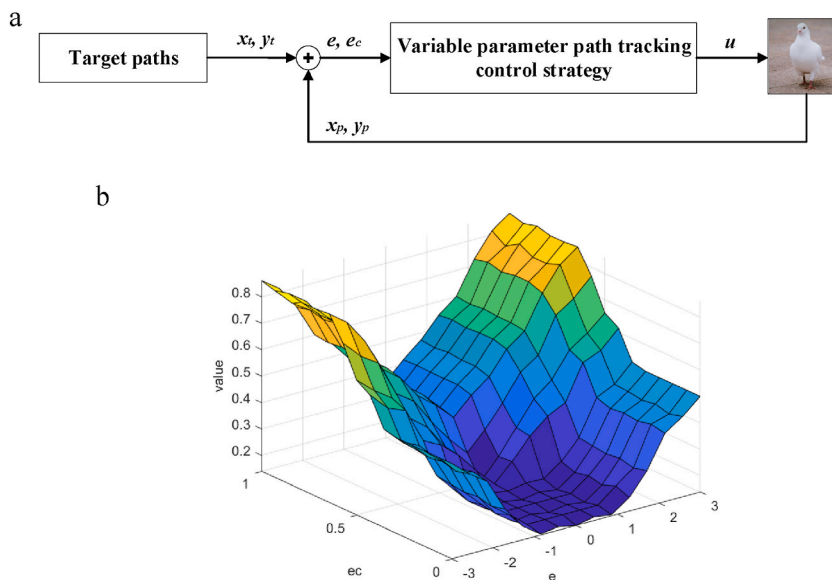 a
Target paths
xt, yt
+
e, ec
Variable parameter path tracking
control strategy
u
xp, yp
b
value
0.8
0.7
0.6
0.5
0.4
0.3
0.2
1
0.5
0
ec
-3
-2
-1
0
1
2
3
e